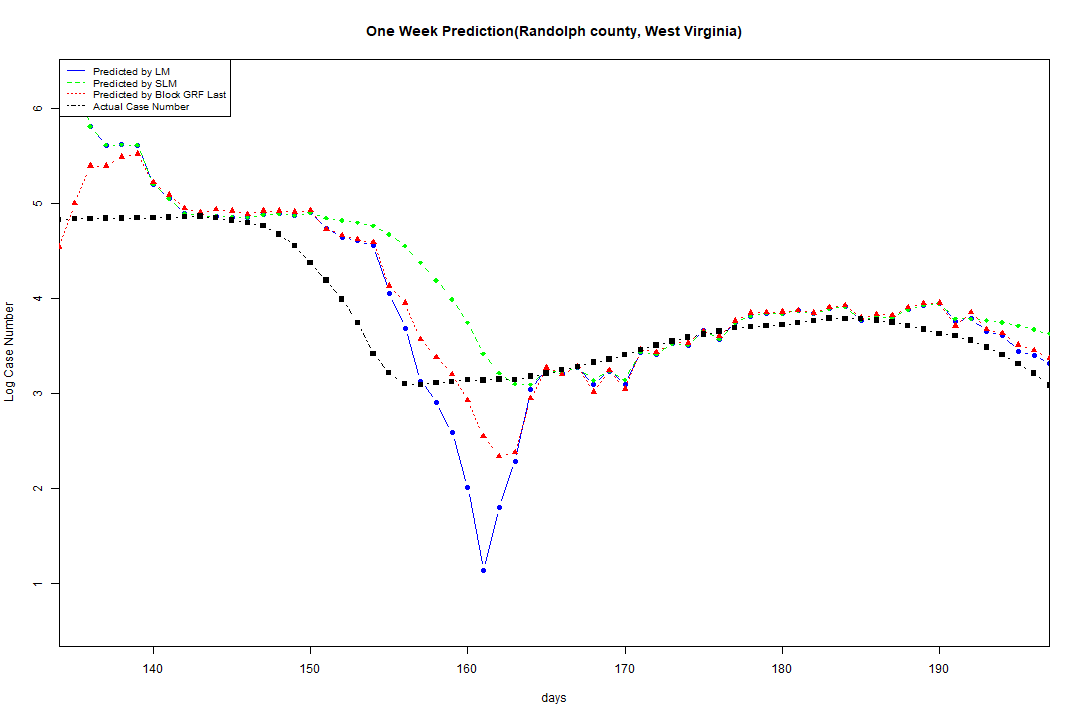 One Week Prediction(Randolph county, West Virginia)
Predicted by LM
Predicted by SLM
Predicted by Block GRF Last
Actual Case Number
Log Case Number
6
5
4
3
2
1
140 150 160 170 180 190
days